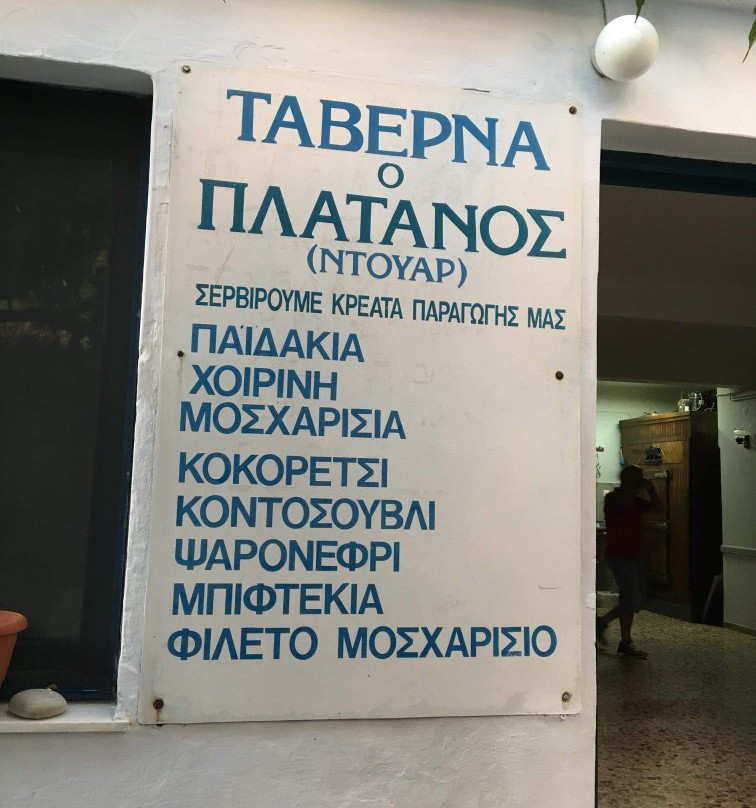 ΤΑΒΕΡΝΑ
Ο
ΠΛΑΤΑΝΟΣ
(ΝΤΟΥΑΡ)
ΣΕΡΒΙΡΟΥΜΕ ΚΡΕΑΤΑ ΠΑΡΑΓΩΓΗΣ ΜΑΣ
ΠΑΪΔΑΚΙΑ
ΧΟΙΡΙΝΗ
ΜΟΣΧΑΡΙΣΙΑ
ΚΟΚΟΡΕΤΣΙ
ΚΟΝΤΟΣΟΥΒΛΙ
ΨΑΡΟΝΕΦΡΙ
ΜΠΙΦΤΕΚΙΑ
ΦΙΛΕΤΟ ΜΟΣΧΑΡΙΣΙΟ